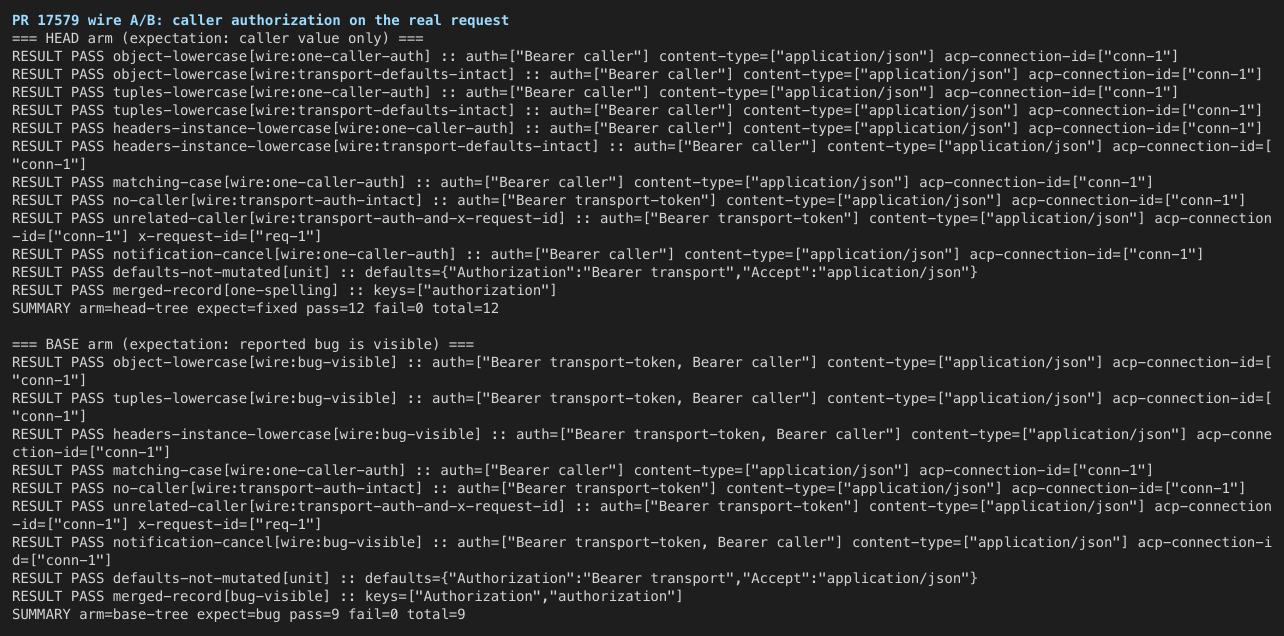 PR 17579 wire A/B: caller authorization on the real request
=== HEAD arm (expectation: caller value only) ===
RESULT PASS object-lowercase[wire:one-caller-auth] :: auth=["Bearer caller"] content-type=["application/json"] acp-connection-id=["conn-1"]
RESULT PASS object-lowercase[wire:transport-defaults-intact] :: auth=["Bearer caller"] content-type=["application/json"] acp-connection-id=["conn-1"]
RESULT PASS tuples-lowercase[wire:one-caller-auth] :: auth=["Bearer caller"] content-type=["application/json"] acp-connection-id=["conn-1"]
RESULT PASS tuples-lowercase[wire:transport-defaults-intact] :: auth=["Bearer caller"] content-type=["application/json"] acp-connection-id=["conn-1"]
RESULT PASS headers-instance-lowercase[wire:one-caller-auth] :: auth=["Bearer caller"] content-type=["application/json"] acp-connection-id=["conn-1"]
RESULT PASS headers-instance-lowercase[wire:transport-defaults-intact] :: auth=["Bearer caller"] content-type=["application/json"] acp-connection-id=[
"conn-1"]
RESULT PASS matching-case[wire:one-caller-auth] :: auth=["Bearer caller"] content-type=["application/json"] acp-connection-id=["conn-1"]
RESULT PASS no-caller[wire:transport-auth-intact] :: auth=["Bearer transport-token"] content-type=["application/json"] acp-connection-id=["conn-1"]
RESULT PASS unrelated-caller[wire:transport-auth-and-x-request-id] :: auth=["Bearer transport-token"] content-type=["application/json"] acp-connection
-id=["conn-1"] x-request-id=["req-1"]
RESULT PASS notification-cancel[wire:one-caller-auth] :: auth=["Bearer caller"] content-type=["application/json"] acp-connection-id=["conn-1"]
RESULT PASS defaults-not-mutated[unit] :: defaults={"Authorization":"Bearer transport","Accept":"application/json"}
RESULT PASS merged-record[one-spelling] :: keys=["authorization"]
SUMMARY arm=head-tree expect=fixed pass=12 fail=0 total=12
=== BASE arm (expectation: reported bug is visible) ===
RESULT PASS object-lowercase[wire:bug-visible] :: auth=["Bearer transport-token, Bearer caller"] content-type=["application/json"] acp-connection-id=[
"conn-1"]
RESULT PASS tuples-lowercase[wire:bug-visible] :: auth=["Bearer transport-token, Bearer caller"] content-type=["application/json"] acp-connection-id=[
"conn-1"]
RESULT PASS headers-instance-lowercase[wire:bug-visible] :: auth=["Bearer transport-token, Bearer caller"] content-type=["application/json"] acp-conne
ction-id=["conn-1"]
RESULT PASS matching-case[wire:one-caller-auth] :: auth=["Bearer caller"] content-type=["application/json"] acp-connection-id=["conn-1"]
RESULT PASS no-caller[wire:transport-auth-intact] :: auth=["Bearer transport-token"] content-type=["application/json"] acp-connection-id=["conn-1"]
RESULT PASS unrelated-caller[wire:transport-auth-and-x-request-id] :: auth=["Bearer transport-token"] content-type=["application/json"] acp-connection
-id=["conn-1"] x-request-id=["req-1"]
RESULT PASS notification-cancel[wire:bug-visible] :: auth=["Bearer transport-token, Bearer caller"] content-type=["application/json"] acp-connection-i
d=["conn-1"]
RESULT PASS defaults-not-mutated[unit] :: defaults={"Authorization":"Bearer transport","Accept":"application/json"}
RESULT PASS merged-record[bug-visible] :: keys=["Authorization","authorization"]
SUMMARY arm=base-tree expect=bug pass=9 fail=0 total=9